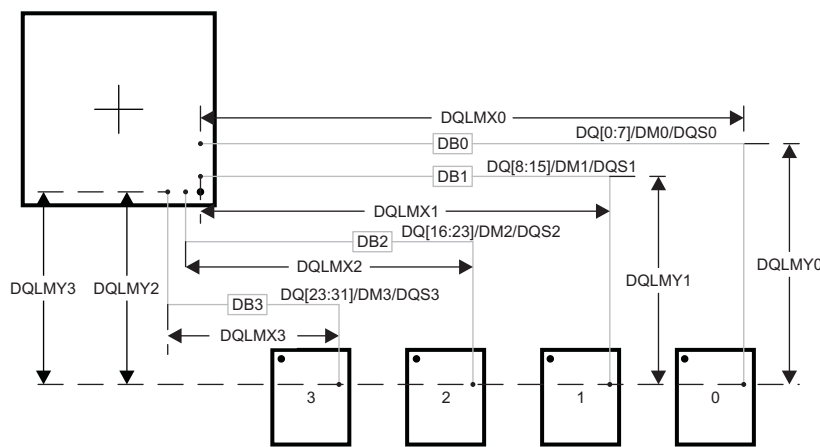 DQLMX0
DQ[0:7]/DM0/DQS0
DB0
DQ[8:15]/DM1/DQS1
DB1
DQLMX1
DQ[16:23]/DM2/DQS2
DB2
DQLMX2
DQLMY0
DQLMY1
DQLMY3
DQLMY2
DQ[23:31]/DM3/DQS3
DB3
DQLMX3
3
2
1
0